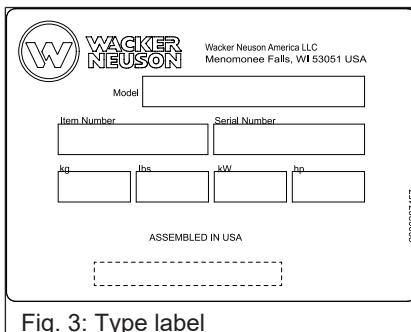 WACKER
NEUSON
Wacker Neuson America LLC
Menomonee Falls, WI 53051 USA
Model
Item Number Serial Number
kg lbs kW hp
ASSEMBLED IN USA
Fig. 3: Type label